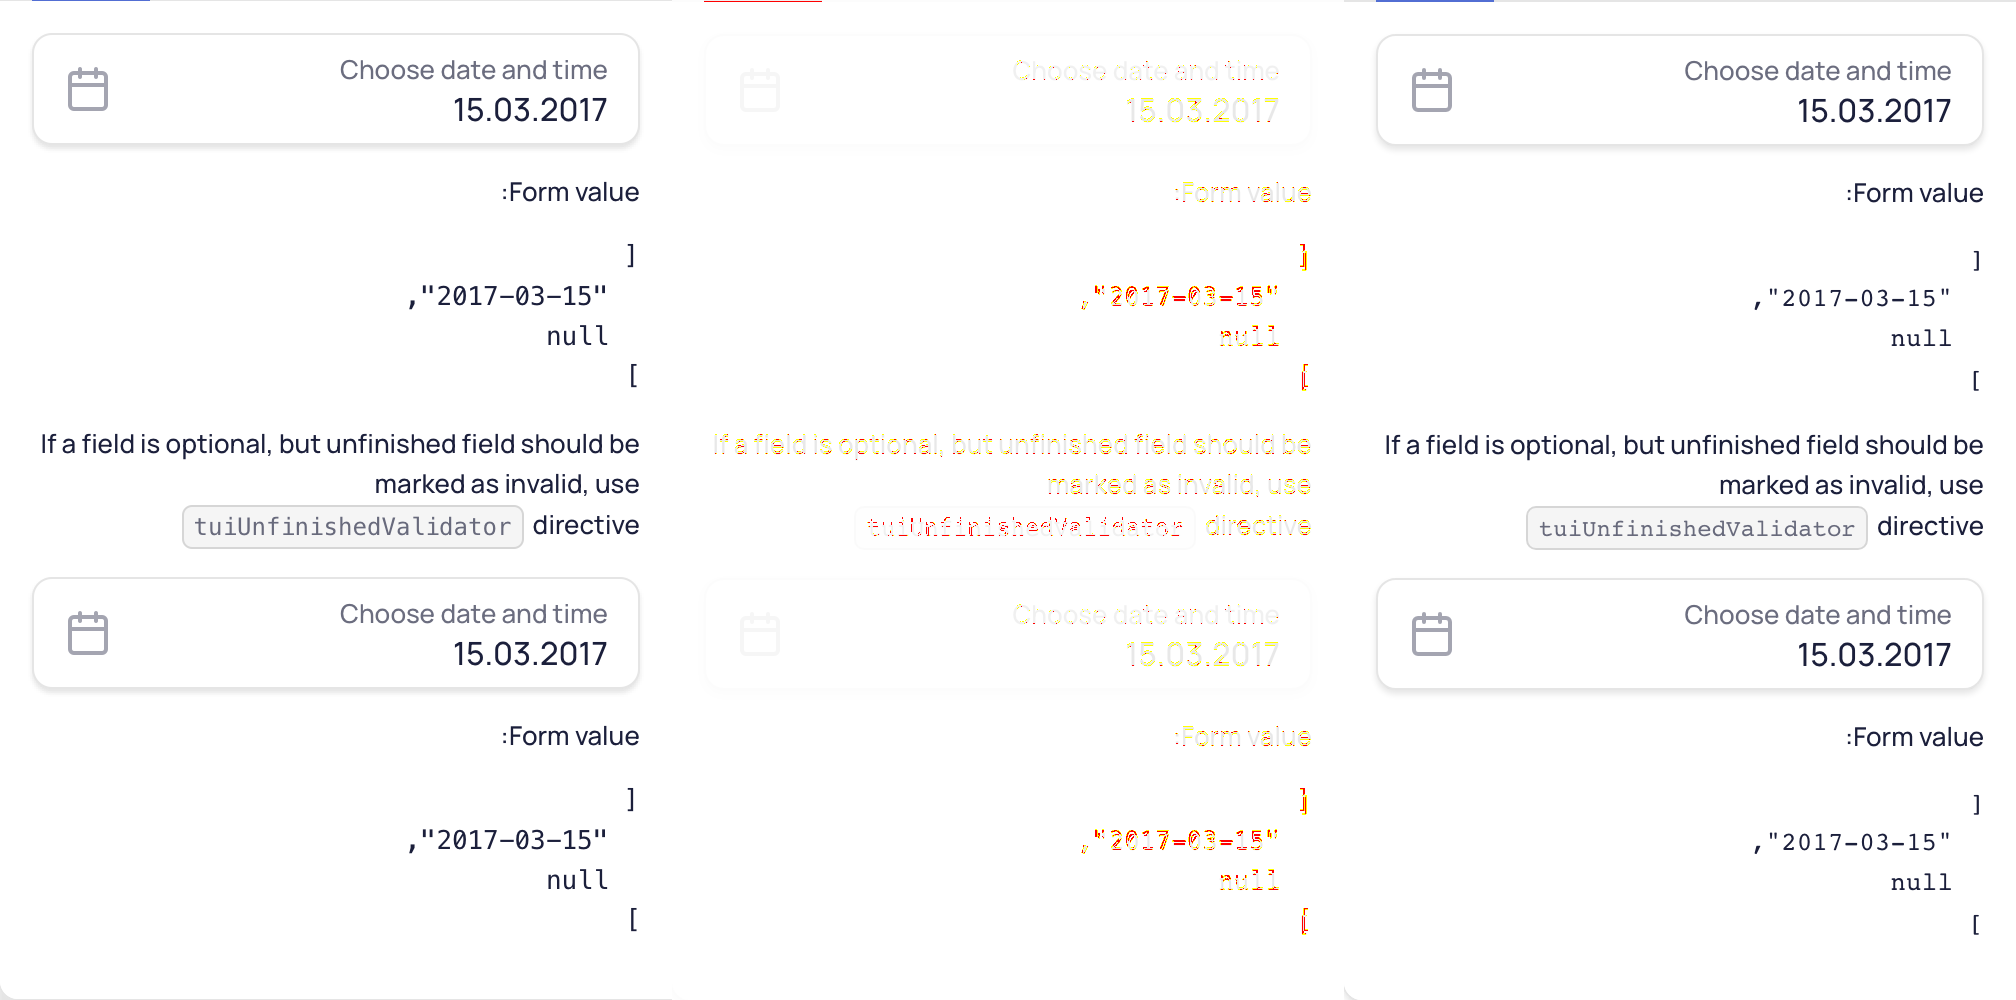 Choose date and time
15.03.2017
:Form value
]
,"2017-03-15"
null
[
If a field is optional, but unfinished field should be
marked as invalid, use
tuiUnfinishedValidator directive
Choose date and time
15.03.2017
:Form value
]
,"2017-03-15"
null
[
Choose date and time
15.03.2017
:Form value
]
,"2017-03-15"
null
[
If a field is optional, but unfinished field should be
marked as invalid, use
tuiUnfinishedValidator directive
Choose date and time
15.03.2017
:Form value
]
,"2017-03-15"
null
[
Choose date and time
15.03.2017
:Form value
]
,"2017-03-15"
null
[
If a field is optional, but unfinished field should be
marked as invalid, use
tuiUnfinishedValidator directive
Choose date and time
15.03.2017
:Form value
]
,"2017-03-15"
null
[